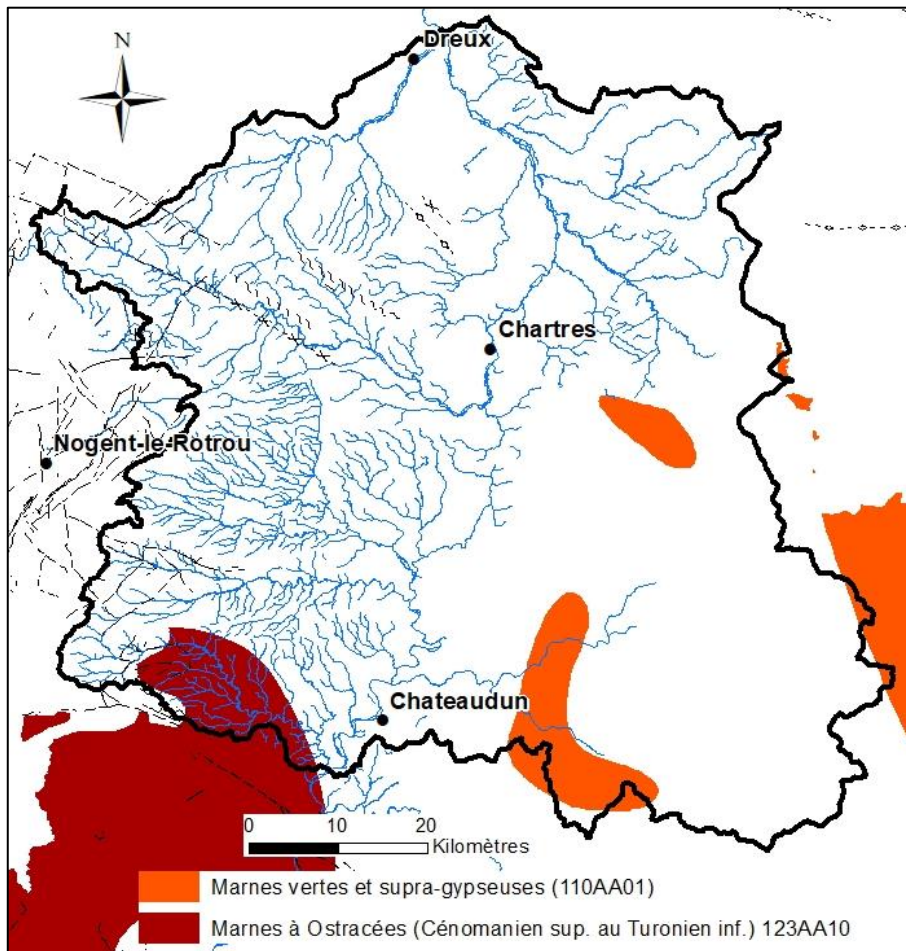 N
Dreux
Chartres
Nogent-le-Rotrou
Chateaudun
0 10 20
Kilomètres
Marnes vertes et supra-gypseuses (110AA01)
Marnes à Ostracées (Cénomanien sup. au Turonien inf.) 123AA10